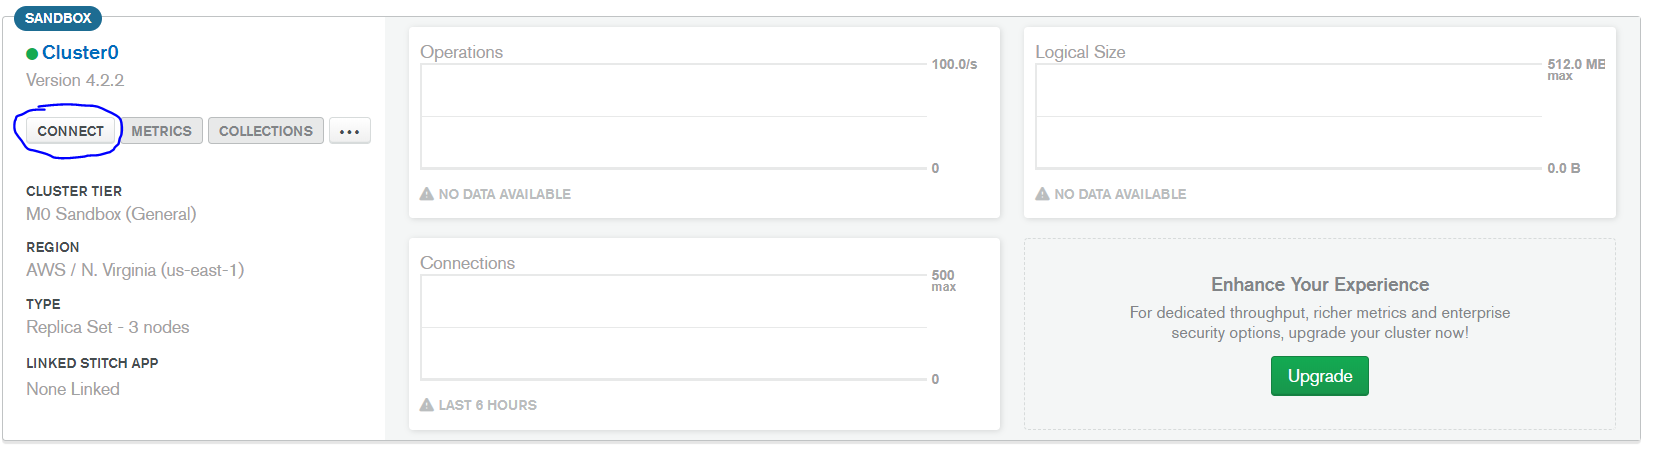 SANDBOX
Cluster0
Version 4.2.2
CONNECT METRICS COLLECTIONS ...
CLUSTER TIER
M0 Sandbox (General)
REGION
AWS / N. Virginia (us-east-1)
TYPE
Replica Set - 3 nodes
LINKED STITCH APP
None Linked
Operations
100.0/s
0
NO DATA AVAILABLE
Logical Size
512.0 MB
max
0.0 B
NO DATA AVAILABLE
Connections
500
max
0
LAST 6 HOURS
Enhance Your Experience
For dedicated throughput, richer metrics and enterprise
security options, upgrade your cluster now!
Upgrade